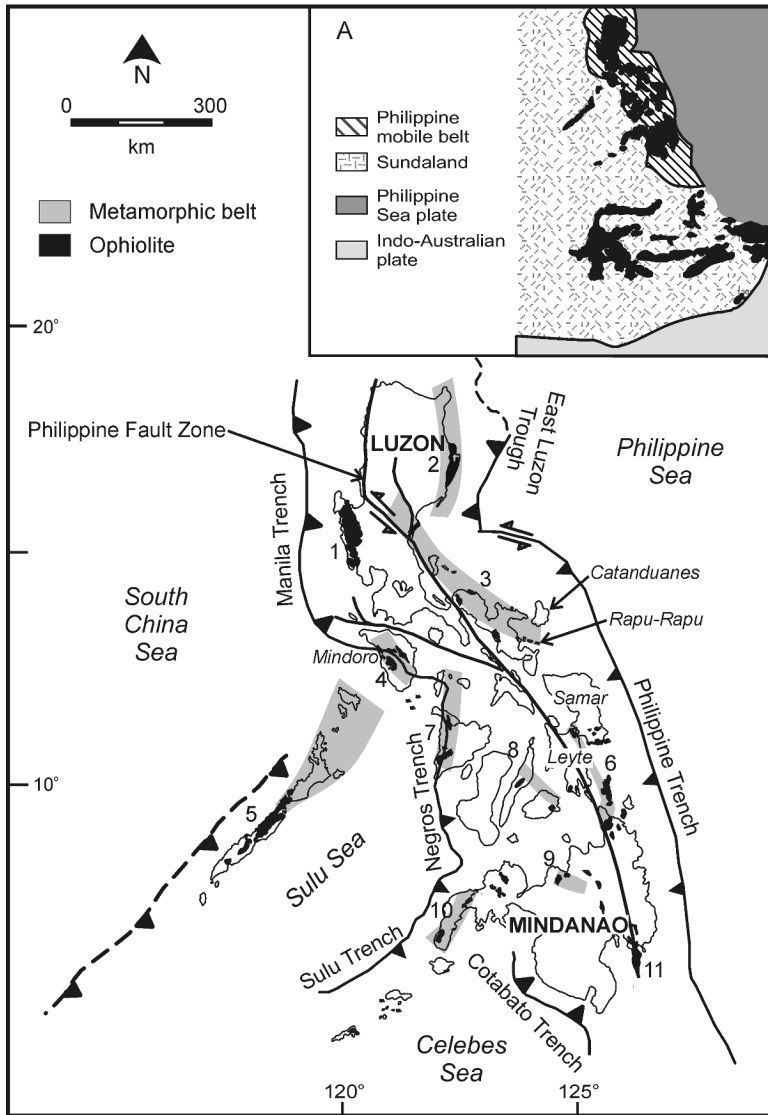 A
Philippine
mobile belt
Sundaland
Philippine
Sea plate
Indo-Australian
plate
N
0 300
km
Metamorphic belt
Ophiolite
20°
Philippine Fault Zone
LUZON
2
East Luzon
Trough
Philippine
Sea
Manila Trench
1
3
Catanduanes
Rapu-Rapu
South
China
Sea
Mindoro
4
Samar
Philippine Trench
7
8
Leyte
6
10°
Negros Trench
5
Sulu Sea
9
10
MINDANAO
Sulu Trench
11
Cotabato Trench
Celebes
Sea
120°
125°